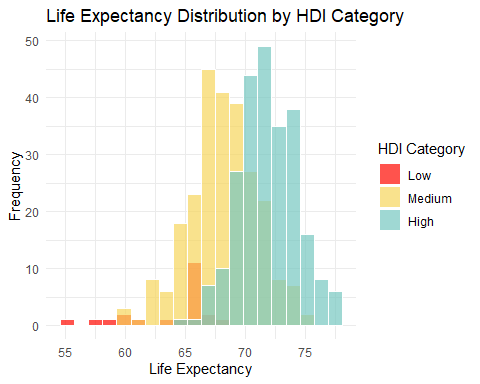 Life Expectancy Distribution by HDI Category
50
40
30
20
10
0
Frequency
55 60 65 70 75
Life Expectancy
HDI Category
Low
Medium
High